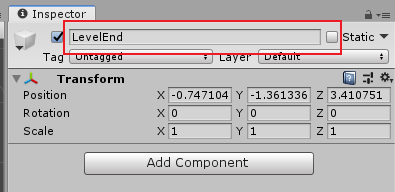 Inspector
LevelEnd Static
Tag Untagged Layer Default
Transform
Position X -0.747104 Y -1.361336 Z 3.410751
Rotation X 0 Y 0 Z 0
Scale X 1 Y 1 Z 1
Add Component